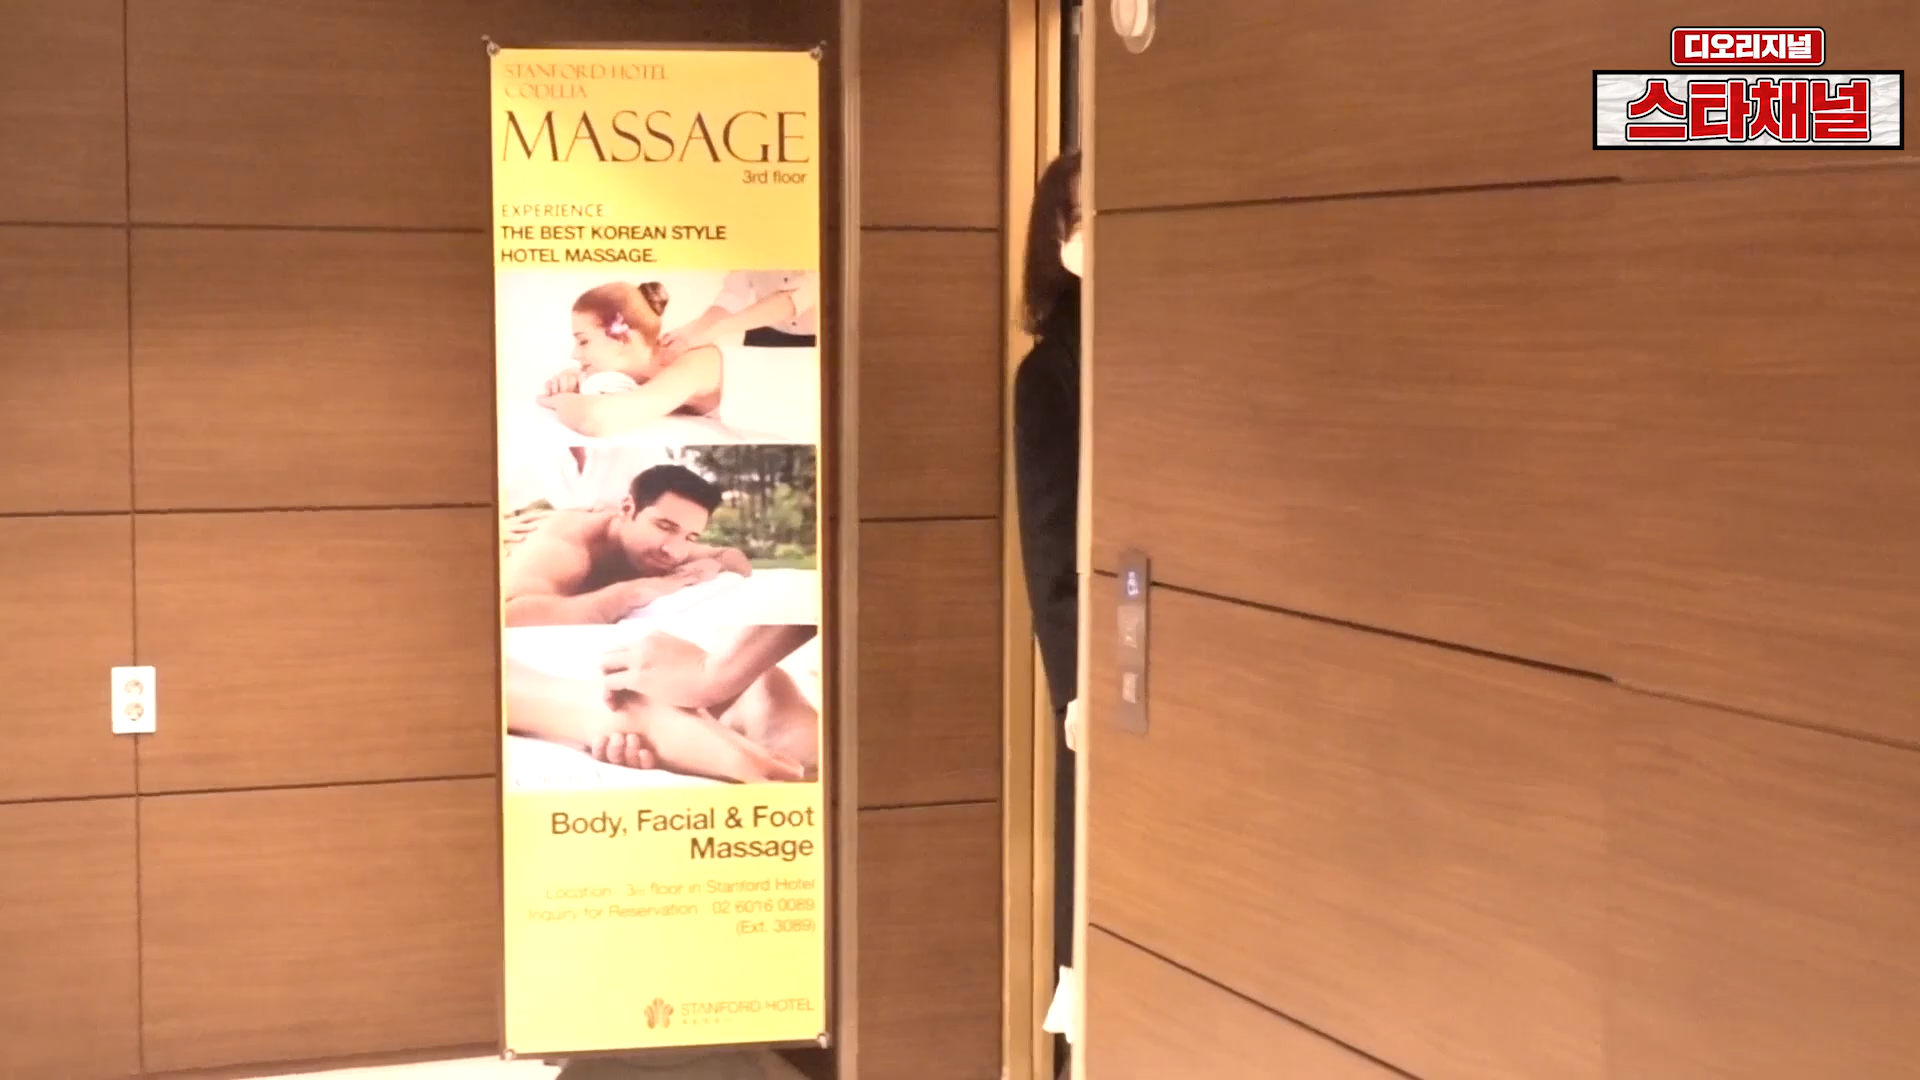 디오리지널
스타채널
STANFORD HOTEL
CODELIA
MASSAGE
3rd floor
EXPERIENCE
THE BEST KOREAN STYLE
HOTEL MASSAGE.
Body, Facial & Foot
Massage
Location : 3rd floor in Stanford Hotel
Inquiry for Reservation : 02 6016 0089
(Ext. 3089)
STANFORD HOTEL